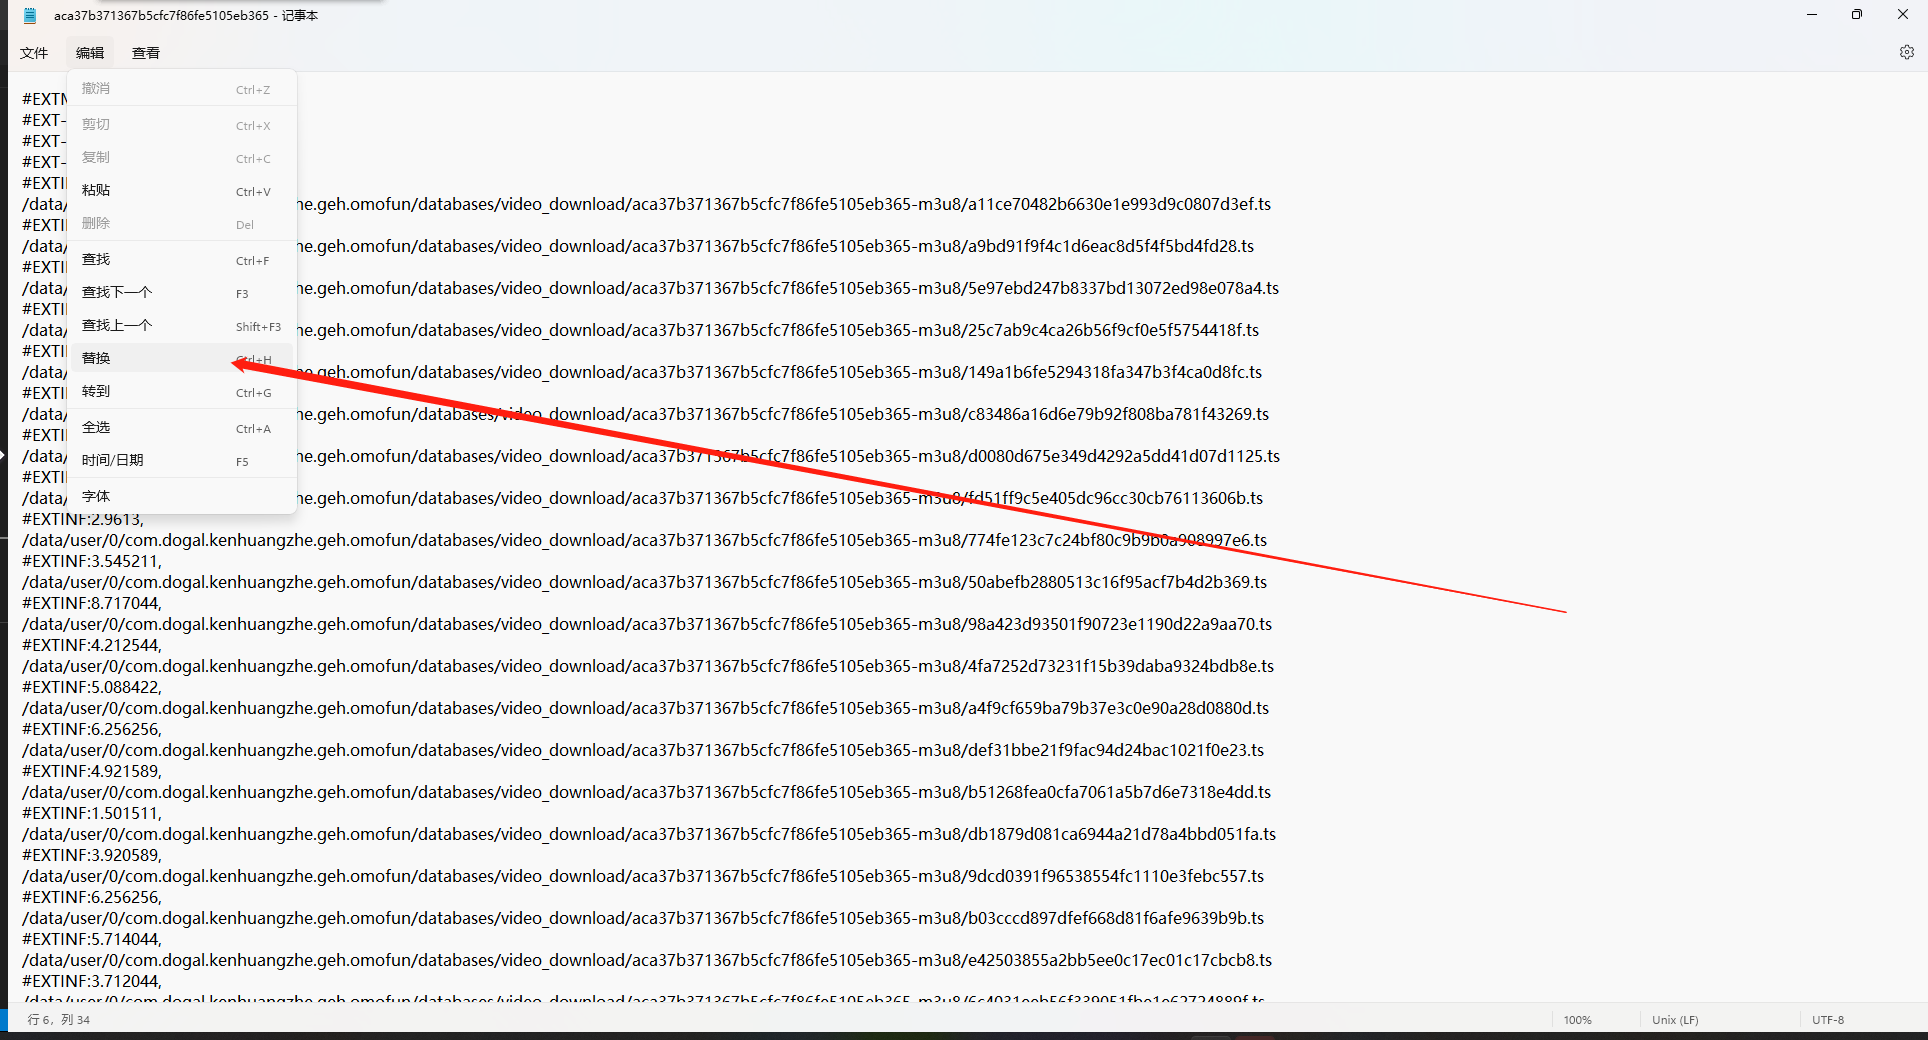 aca37b371367b5cfc7f86fe5105eb365 - 记事本
文件 编辑 查看
撤消 Ctrl+Z
剪切 Ctrl+X
复制 Ctrl+C
粘贴 Ctrl+V
删除 Del
查找 Ctrl+F
查找下一个 F3
查找上一个 Shift+F3
替换 Ctrl+H
转到 Ctrl+G
全选 Ctrl+A
时间/日期 F5
字体
#EXT
#EXT-
#EXT-
#EXT-
#EXTI
/data/ he.geh.omofun/databases/video_download/aca37b371367b5cfc7f86fe5105eb365-m3u8/a11ce70482b6630e1e993d9c0807d3ef.ts
#EXTI
/data/ he.geh.omofun/databases/video_download/aca37b371367b5cfc7f86fe5105eb365-m3u8/a9bd91f9f4c1d6eac8d5f4f5bd4fd28.ts
#EXTI
/data/ he.geh.omofun/databases/video_download/aca37b371367b5cfc7f86fe5105eb365-m3u8/5e97ebd247b8337bd13072ed98e078a4.ts
#EXTI
/data/ he.geh.omofun/databases/video_download/aca37b371367b5cfc7f86fe5105eb365-m3u8/25c7ab9c4ca26b56f9cf0e5f5754418f.ts
#EXTI
/data/ he.geh.omofun/databases/video_download/aca37b371367b5cfc7f86fe5105eb365-m3u8/149a1b6fe5294318fa347b3f4ca0d8fc.ts
#EXTI
/data/ he.geh.omofun/databases/video_download/aca37b371367b5cfc7f86fe5105eb365-m3u8/c83486a16d6e79b92f808ba781f43269.ts
#EXTI
/data/ he.geh.omofun/databases/video_download/aca37b371367b5cfc7f86fe5105eb365-m3u8/d0080d675e349d4292a5dd41d07d1125.ts
#EXTI
/data/ he.geh.omofun/databases/video_download/aca37b371367b5cfc7f86fe5105eb365-m3u8/fd51ff9c5e405dc96cc30cb76113606b.ts
#EXTINF:2.9613,
/data/user/0/com.dogal.kenhuangzhe.geh.omofun/databases/video_download/aca37b371367b5cfc7f86fe5105eb365-m3u8/774fe123c7c24bf80c9b9b0a908997e6.ts
#EXTINF:3.545211,
/data/user/0/com.dogal.kenhuangzhe.geh.omofun/databases/video_download/aca37b371367b5cfc7f86fe5105eb365-m3u8/50abefb2880513c16f95acf7b4d2b369.ts
#EXTINF:8.717044,
/data/user/0/com.dogal.kenhuangzhe.geh.omofun/databases/video_download/aca37b371367b5cfc7f86fe5105eb365-m3u8/98a423d93501f90723e1190d22a9aa70.ts
#EXTINF:4.212544,
/data/user/0/com.dogal.kenhuangzhe.geh.omofun/databases/video_download/aca37b371367b5cfc7f86fe5105eb365-m3u8/4fa7252d73231f15b39daba9324bdb8e.ts
#EXTINF:5.088422,
/data/user/0/com.dogal.kenhuangzhe.geh.omofun/databases/video_download/aca37b371367b5cfc7f86fe5105eb365-m3u8/a4f9cf659ba79b37e3c0e90a28d0880d.ts
#EXTINF:6.256256,
/data/user/0/com.dogal.kenhuangzhe.geh.omofun/databases/video_download/aca37b371367b5cfc7f86fe5105eb365-m3u8/def31bbe21f9fac94d24bac1021f0e23.ts
#EXTINF:4.921589,
/data/user/0/com.dogal.kenhuangzhe.geh.omofun/databases/video_download/aca37b371367b5cfc7f86fe5105eb365-m3u8/b51268fea0cfa7061a5b7d6e7318e4dd.ts
#EXTINF:1.501511,
/data/user/0/com.dogal.kenhuangzhe.geh.omofun/databases/video_download/aca37b371367b5cfc7f86fe5105eb365-m3u8/db1879d081ca6944a21d78a4bbd051fa.ts
#EXTINF:3.920589,
/data/user/0/com.dogal.kenhuangzhe.geh.omofun/databases/video_download/aca37b371367b5cfc7f86fe5105eb365-m3u8/9dcd0391f96538554fc1110e3febc557.ts
#EXTINF:6.256256,
/data/user/0/com.dogal.kenhuangzhe.geh.omofun/databases/video_download/aca37b371367b5cfc7f86fe5105eb365-m3u8/b03cccd897dfef668d81f6afe9639b9b.ts
#EXTINF:5.714044,
/data/user/0/com.dogal.kenhuangzhe.geh.omofun/databases/video_download/aca37b371367b5cfc7f86fe5105eb365-m3u8/e42503855a2bb5ee0c17ec01c17cbcb8.ts
#EXTINF:3.712044,
行 6，列 34 100% Unix (LF) UTF-8